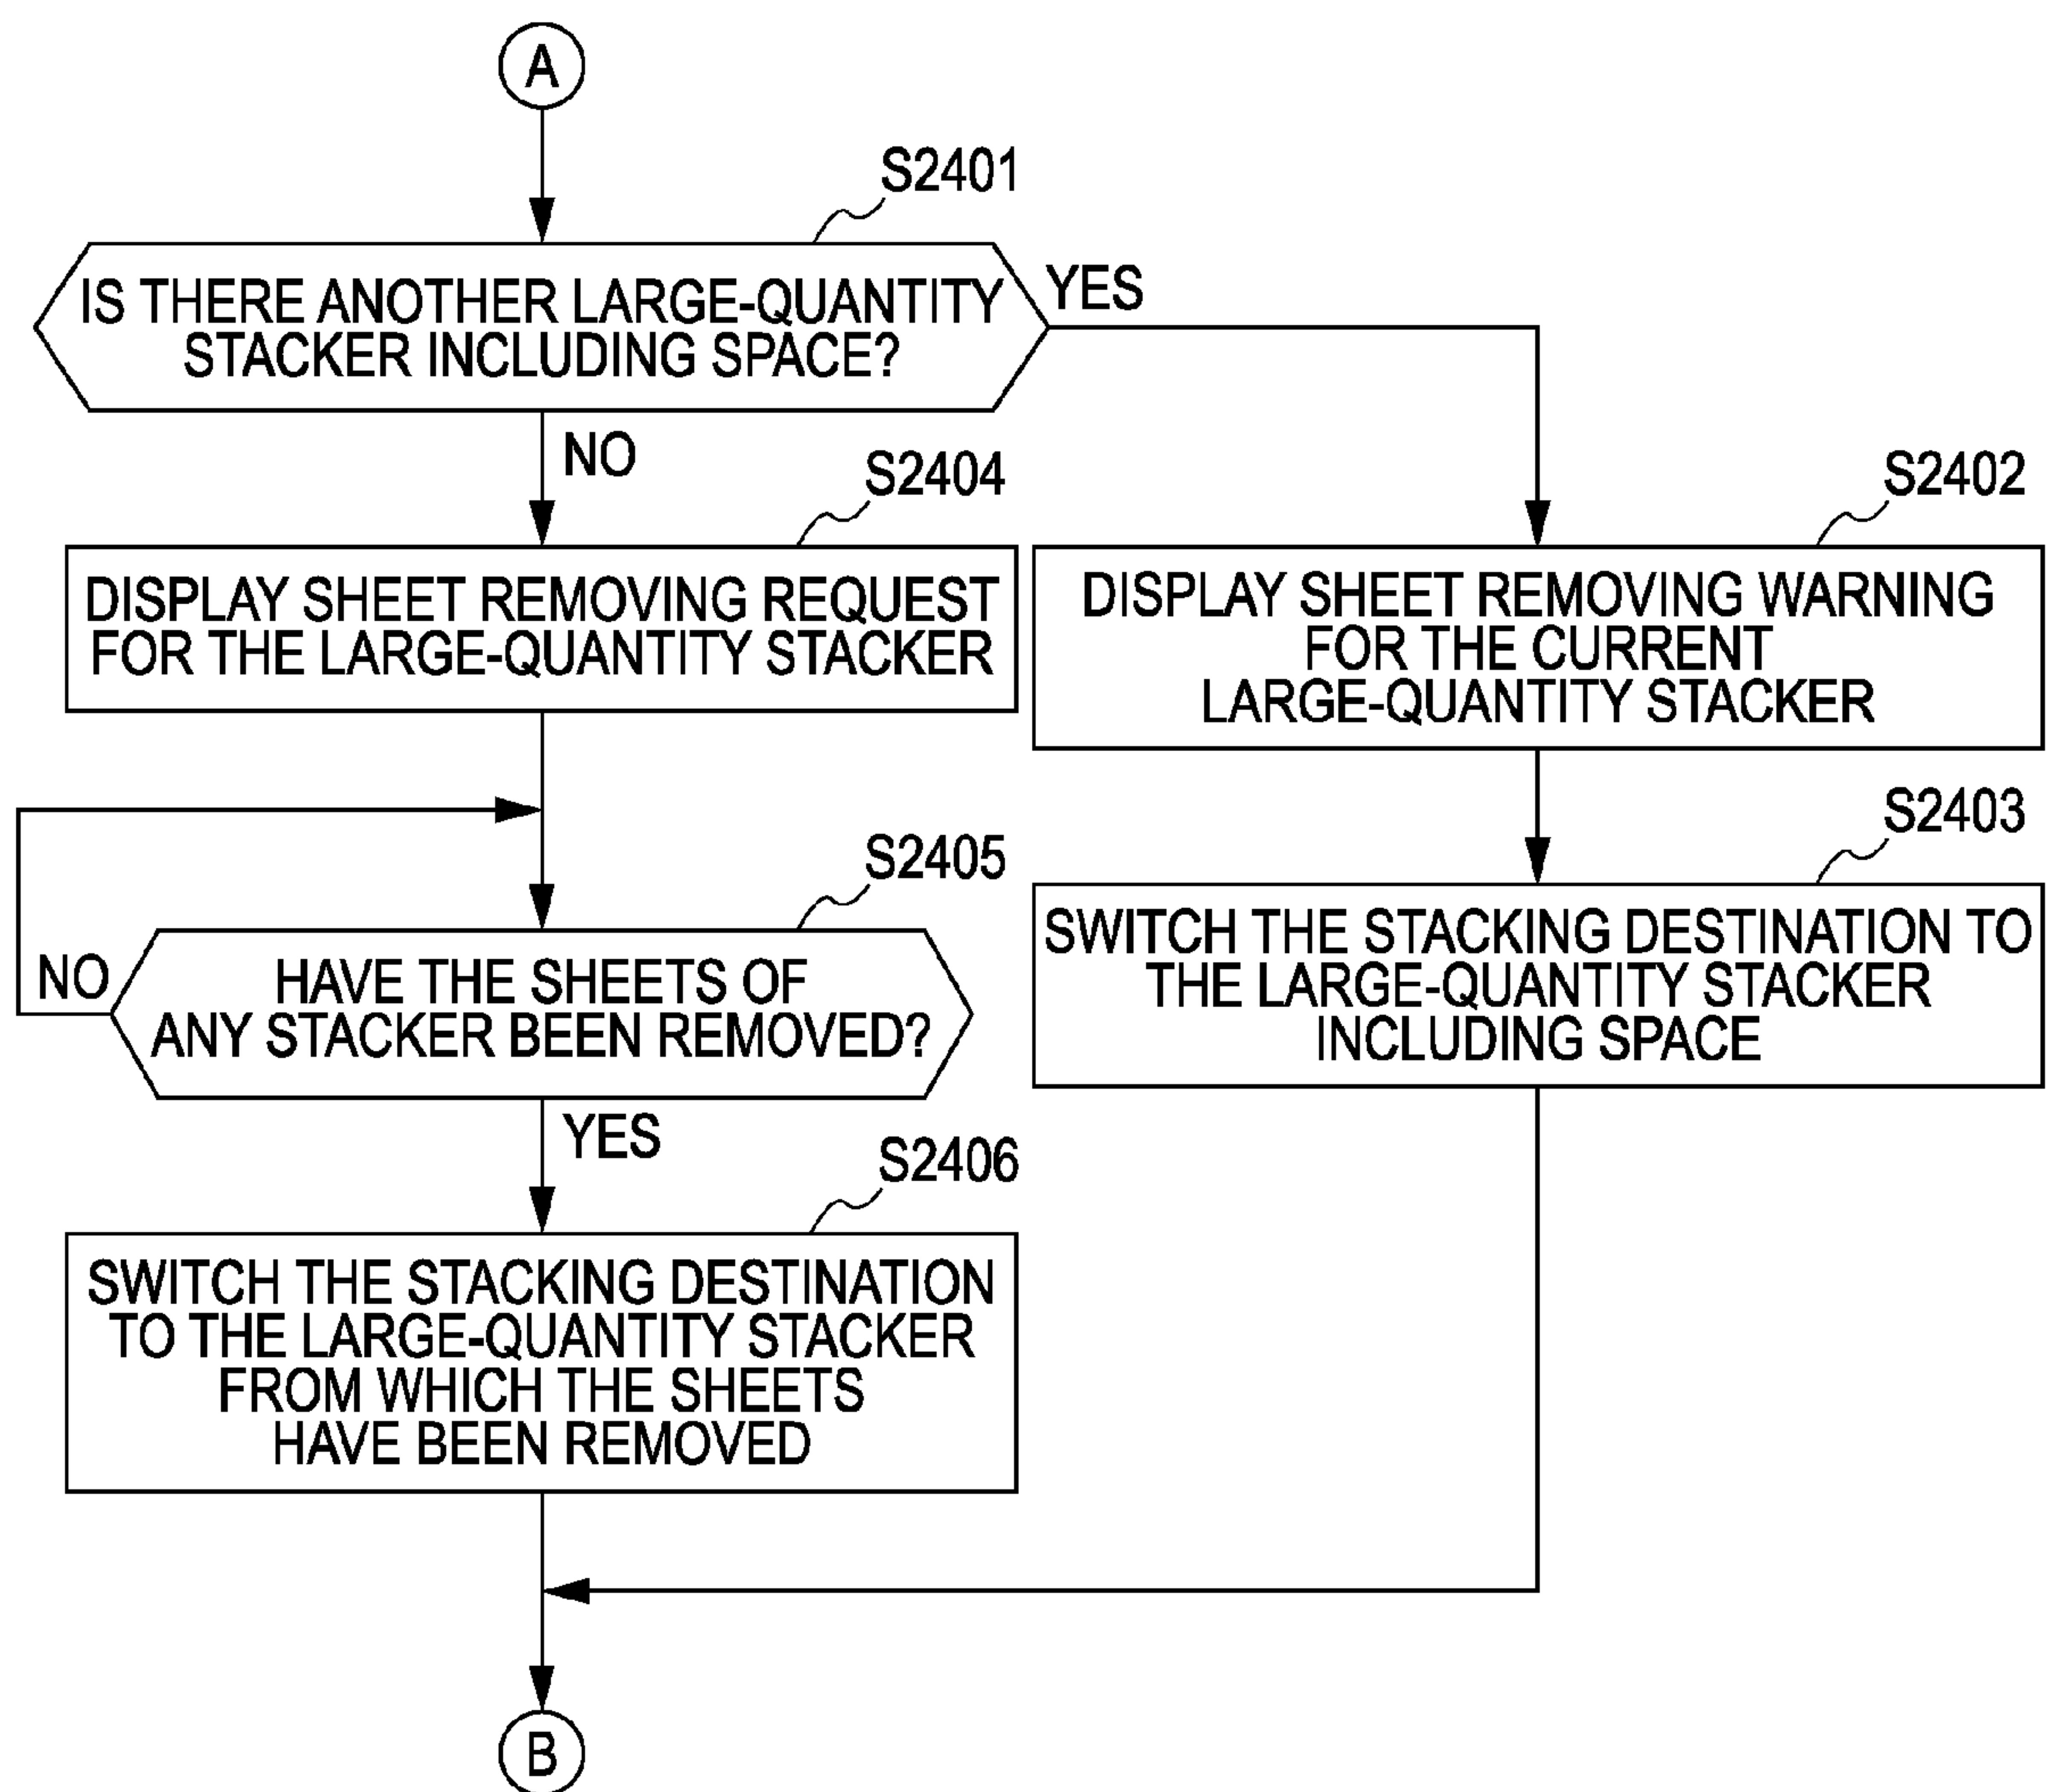 A
S2401
IS THERE ANOTHER LARGE-QUANTITY
STACKER INCLUDING SPACE?
YES
NO
S2404
DISPLAY SHEET REMOVING REQUEST
FOR THE LARGE-QUANTITY STACKER
S2402
DISPLAY SHEET REMOVING WARNING
FOR THE CURRENT
LARGE-QUANTITY STACKER
S2403
SWITCH THE STACKING DESTINATION TO
THE LARGE-QUANTITY STACKER
INCLUDING SPACE
S2405
HAVE THE SHEETS OF
ANY STACKER BEEN REMOVED?
NO
YES
S2406
SWITCH THE STACKING DESTINATION
TO THE LARGE-QUANTITY STACKER
FROM WHICH THE SHEETS
HAVE BEEN REMOVED
B